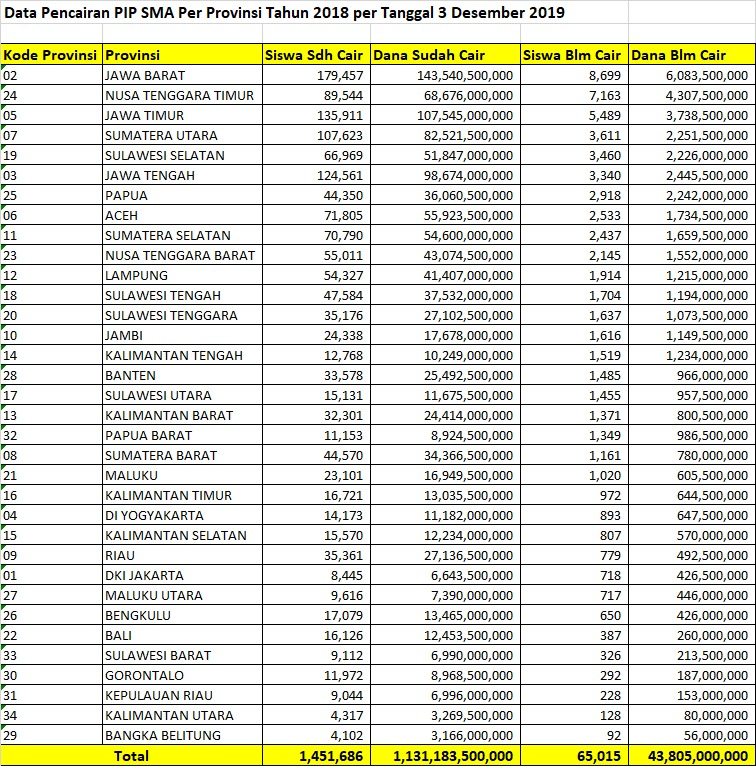 Data Pencairan PIP SMA Per Provinsi Tahun 2018 per Tanggal 3 Desember 2019
Kode Provinsi Provinsi Siswa Sdh Cair Dana Sudah Cair Siswa Blm Cair Dana Blm Cair
02 JAWA BARAT 179,457 143,540,500,000 8,699 6,083,500,000
24 NUSA TENGGARA TIMUR 89,544 68,676,000,000 7,163 4,307,500,000
05 JAWA TIMUR 135,911 107,545,000,000 5,489 3,738,500,000
07 SUMATERA UTARA 107,623 82,521,500,000 3,611 2,251,500,000
19 SULAWESI SELATAN 66,969 51,847,000,000 3,460 2,226,000,000
03 JAWA TENGAH 124,561 98,674,000,000 3,340 2,445,500,000
25 PAPUA 44,350 36,060,500,000 2,918 2,242,000,000
06 ACEH 71,805 55,923,500,000 2,533 1,734,500,000
11 SUMATERA SELATAN 70,790 54,600,000,000 2,437 1,659,500,000
23 NUSA TENGGARA BARAT 55,011 43,074,500,000 2,145 1,552,000,000
12 LAMPUNG 54,327 41,407,000,000 1,914 1,215,000,000
18 SULAWESI TENGAH 47,584 37,532,000,000 1,704 1,194,000,000
20 SULAWESI TENGGARA 35,176 27,102,500,000 1,637 1,073,500,000
10 JAMBI 24,338 17,678,000,000 1,616 1,149,500,000
14 KALIMANTAN TENGAH 12,768 10,249,000,000 1,519 1,234,000,000
28 BANTEN 33,578 25,492,500,000 1,485 966,000,000
17 SULAWESI UTARA 15,131 11,675,500,000 1,455 957,500,000
13 KALIMANTAN BARAT 32,301 24,414,000,000 1,371 800,500,000
32 PAPUA BARAT 11,153 8,924,500,000 1,349 986,500,000
08 SUMATERA BARAT 44,570 34,366,500,000 1,161 780,000,000
21 MALUKU 23,101 16,949,500,000 1,020 605,500,000
16 KALIMANTAN TIMUR 16,721 13,035,500,000 972 644,500,000
04 DI YOGYAKARTA 14,173 11,182,000,000 893 647,500,000
15 KALIMANTAN SELATAN 15,570 12,234,000,000 807 570,000,000
09 RIAU 35,361 27,136,500,000 779 492,500,000
01 DKI JAKARTA 8,445 6,643,500,000 718 426,500,000
27 MALUKU UTARA 9,616 7,390,000,000 717 446,000,000
26 BENGKULU 17,079 13,465,000,000 650 426,000,000
22 BALI 16,126 12,453,500,000 387 260,000,000
33 SULAWESI BARAT 9,112 6,990,000,000 326 213,500,000
30 GORONTALO 11,972 8,968,500,000 292 187,000,000
31 KEPULAUAN RIAU 9,044 6,996,000,000 228 153,000,000
34 KALIMANTAN UTARA 4,317 3,269,500,000 128 80,000,000
29 BANGKA BELITUNG 4,102 3,166,000,000 92 56,000,000
Total 1,451,686 1,131,183,500,000 65,015 43,805,000,000